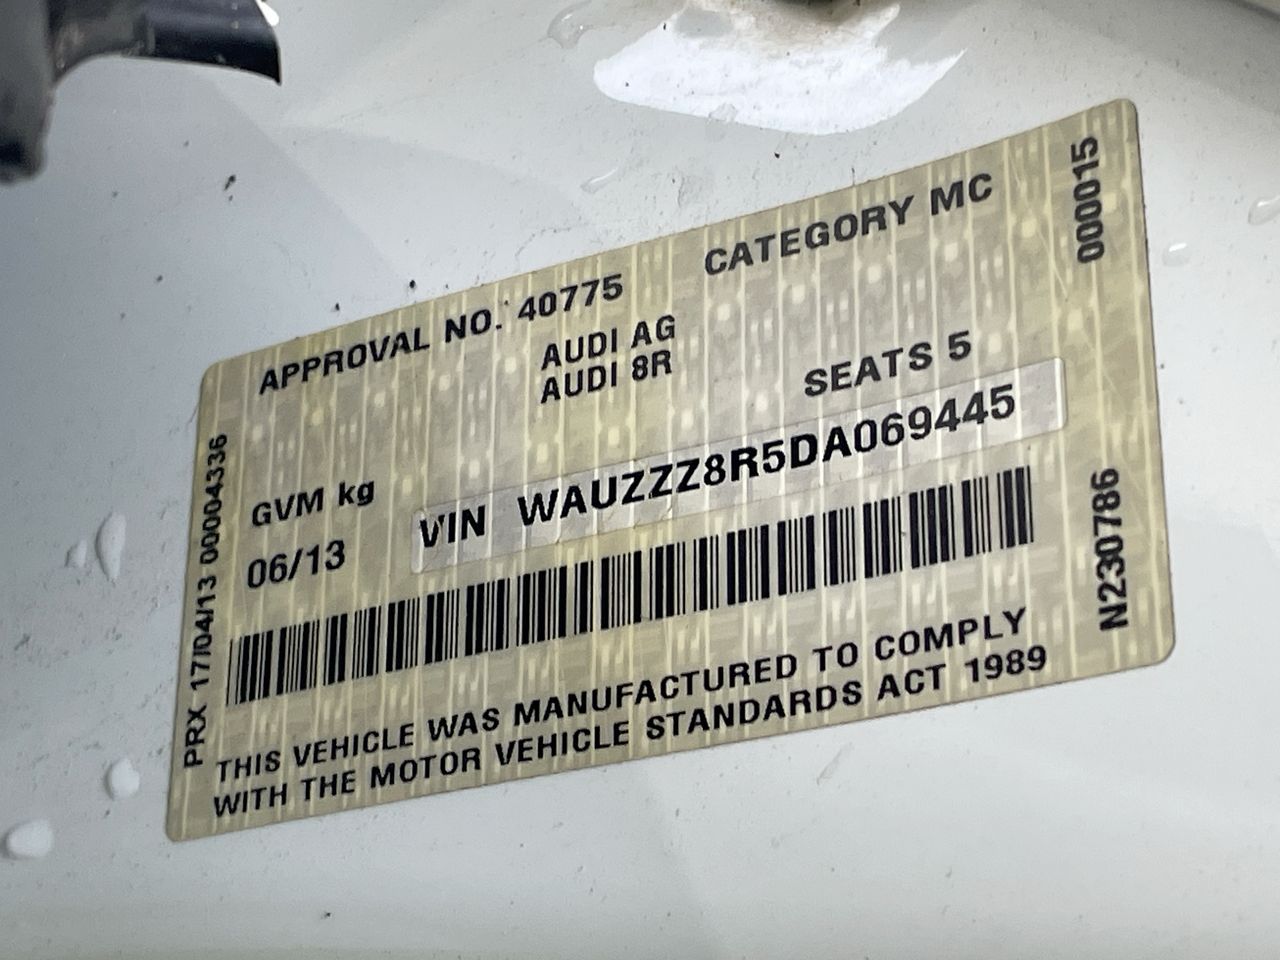 APPROVAL NO. 40775
CATEGORY MC
000015
AUDI AG
AUDI 8R
SEATS 5
GVM kg
VIN WAUZZZ8R5DA069445
06/13
PRX 17/04/13 00004336
N230786
THIS VEHICLE WAS MANUFACTURED TO COMPLY
WITH THE MOTOR VEHICLE STANDARDS ACT 1989